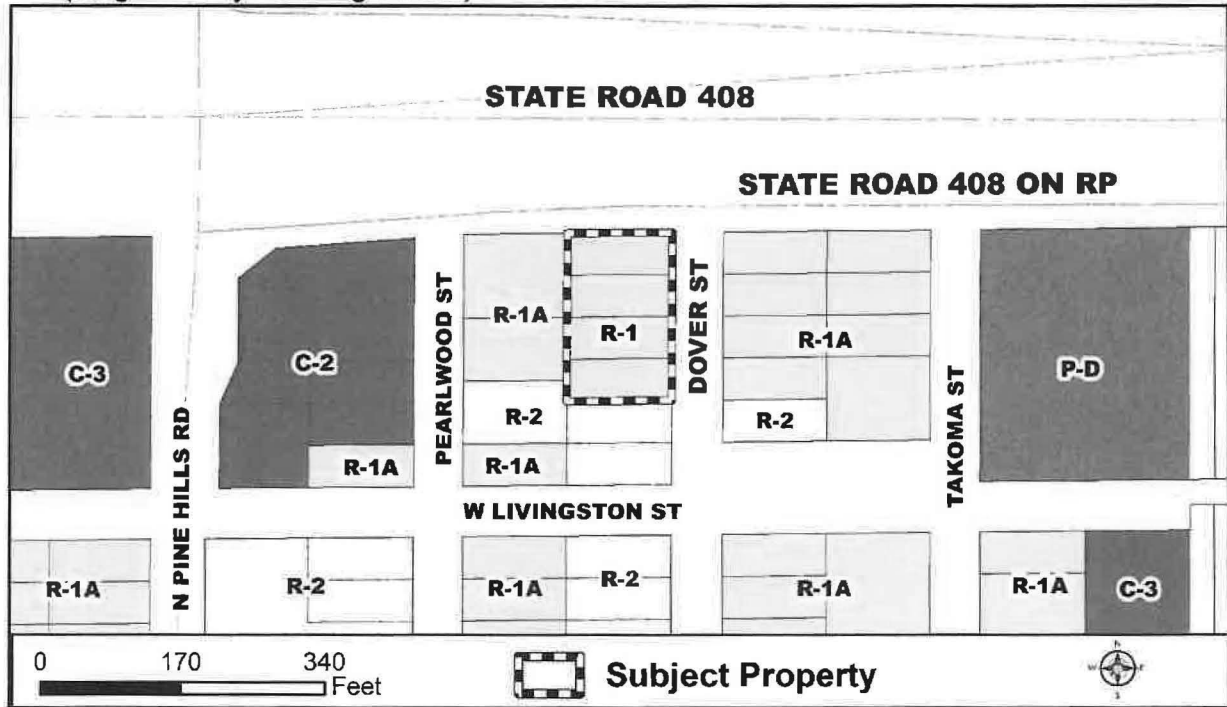 STATE ROAD 408
STATE ROAD 408 ON RP
C-3
C-2
R-1A
PEARLWOOD ST
R-1A
R-2
R-1A
R-1
DOVER ST
R-1A
R-2
TAKOMA ST
P-D
N PINE HILLS RD
W LIVINGSTON ST
R-1A
R-2
R-1A
R-2
R-1A
R-1A
C-3
0 170 340
Feet
Subject Property
N
W E
S